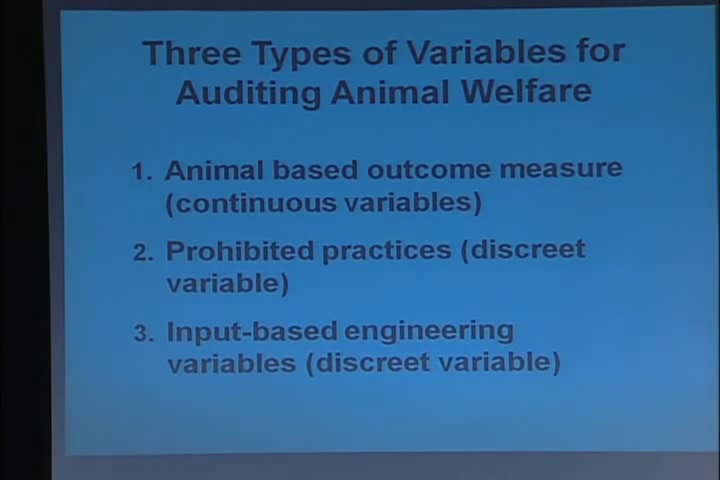 Three Types of Variables for
Auditing Animal Welfare
1. Animal based outcome measure
(continuous variables)
2. Prohibited practices (discreet
variable)
3. Input-based engineering
variables (discreet variable)